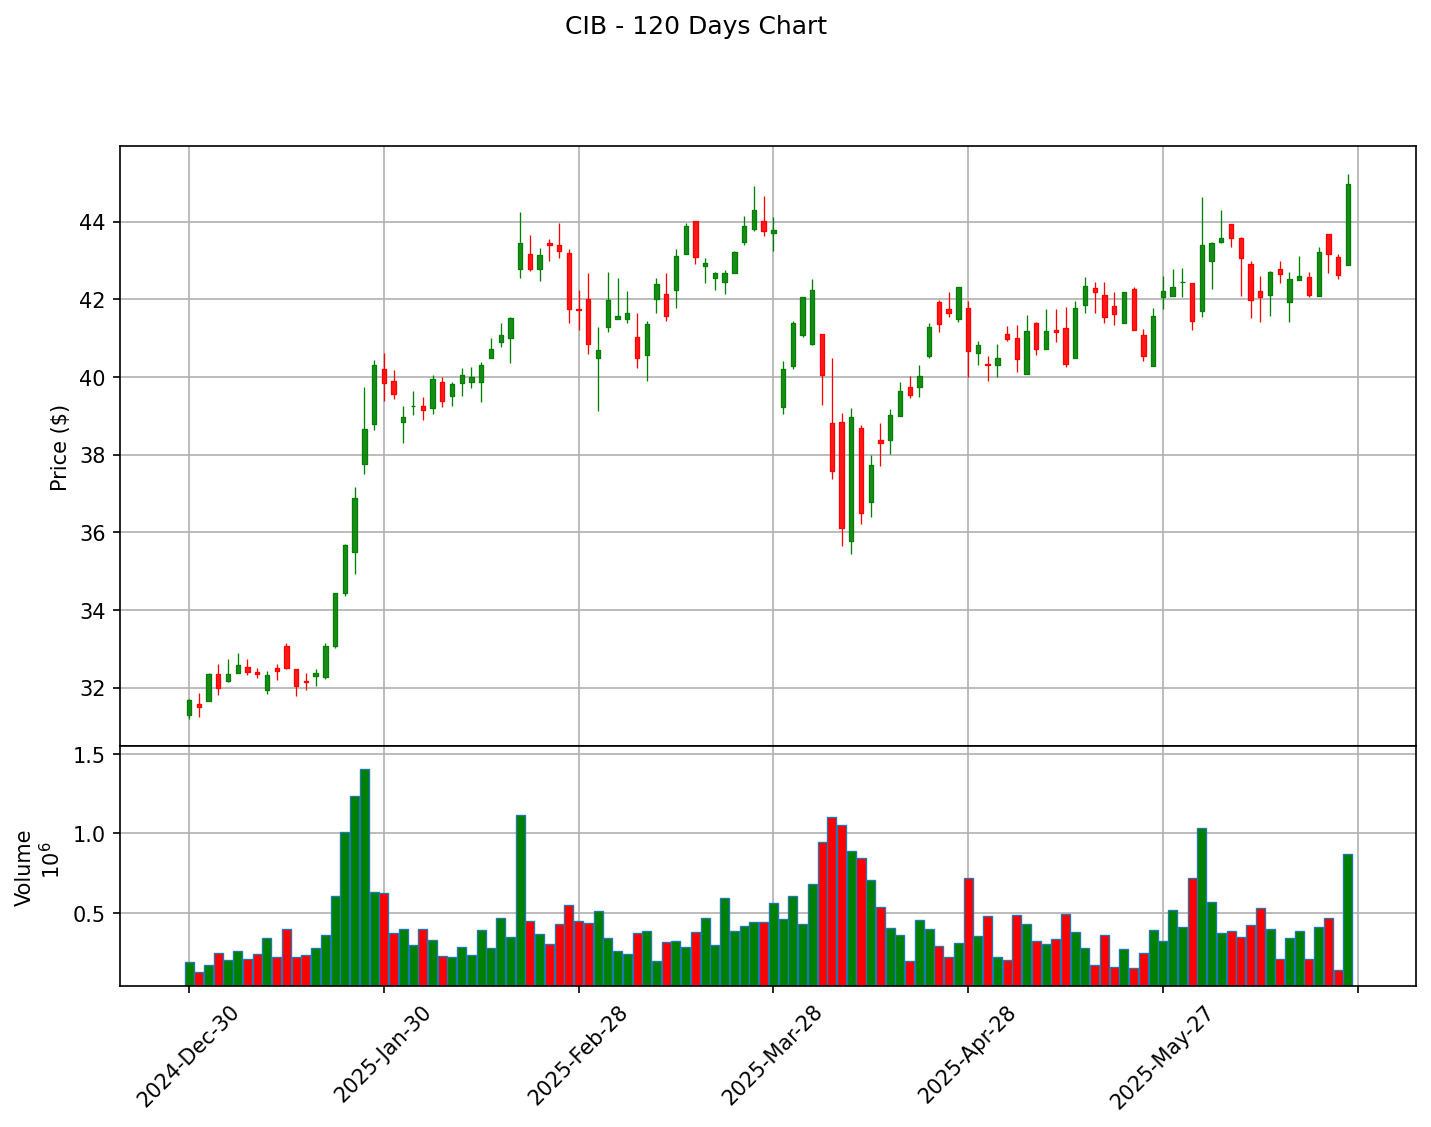 CIB - 120 Days Chart
Price ($)
44
42
40
38
36
34
32
Volume
10^6
1.5
1.0
0.5
2024-Dec-30
2025-Jan-30
2025-Feb-28
2025-Mar-28
2025-Apr-28
2025-May-27